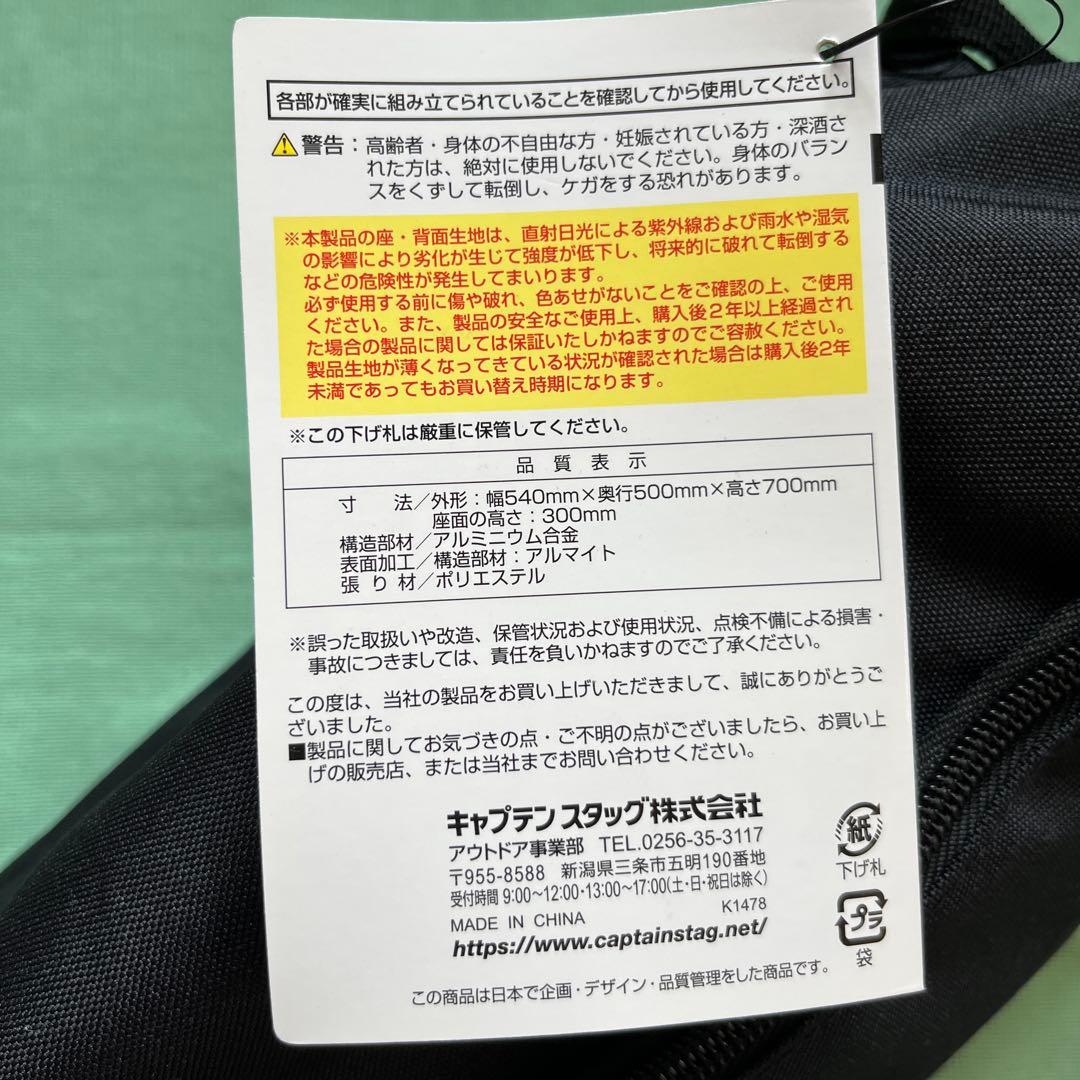 各部が確実に組み立てられていることを確認してから使用してください。
警告：高齢者・身体の不自由な方・妊娠されている方・深酒さ
れた方は、絶対に使用しないでください。身体のバラン
スをくずして転倒し、ケガをする恐れがあります。
※本製品の座・背面生地は、直射日光による紫外線および雨水や湿気
の影響により劣化が生じて強度が低下し、将来的に破れて転倒する
などの危険性が発生してまいります。
必ず使用する前に傷や破れ、色あせがないことをご確認の上、ご使用
ください。また、製品の安全なご使用上、購入後２年以上経過され
た場合の製品に関しては保証いたしかねますのでご容赦ください。
製品生地が薄くなってきている状況が確認された場合は購入後2年
未満であってもお買い替え時期になります。
※この下げ札は厳重に保管してください。
品質表示
寸 法／外形：幅540mm×奥行500mm×高さ700mm
座面の高さ：300mm
構造部材／アルミニウム合金
表面加工／構造部材：アルマイト
張り材／ポリエステル
※誤った取扱いや改造、保管状況および使用状況、点検不備による損害・
事故につきましては、責任を負いかねますのでご了承ください。
この度は、当社の製品をお買い上げいただきまして、誠にありがとうご
ざいました。
■製品に関してお気づきの点・ご不明の点がございましたら、お買い上
げの販売店、または当社までお問い合わせください。
キャプテンスタッグ株式会社
アウトドア事業部 TEL.0256-35-3117
〒955-8588 新潟県三条市五明190番地
受付時間 9:00～12:00・13:00～17:00(土・日・祝日は除く)
MADE IN CHINA K1478
https://www.captainstag.net/
この商品は日本で企画・デザイン・品質管理をした商品です。
紙
下げ札
プラ
袋